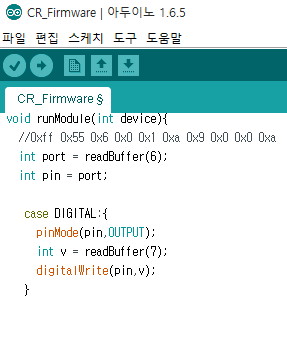 CR_Firmware | 아두이노 1.6.5
파일 편집 스케치 도구 도움말
CR_Firmware §
void runModule(int device){
//0xff 0x55 0x6 0x0 0x1 0xa 0x9 0x0 0x0 0xa
int port = readBuffer(6);
int pin = port;
case DIGITAL:{
pinMode(pin,OUTPUT);
int v = readBuffer(7);
digitalWrite(pin,v);
}